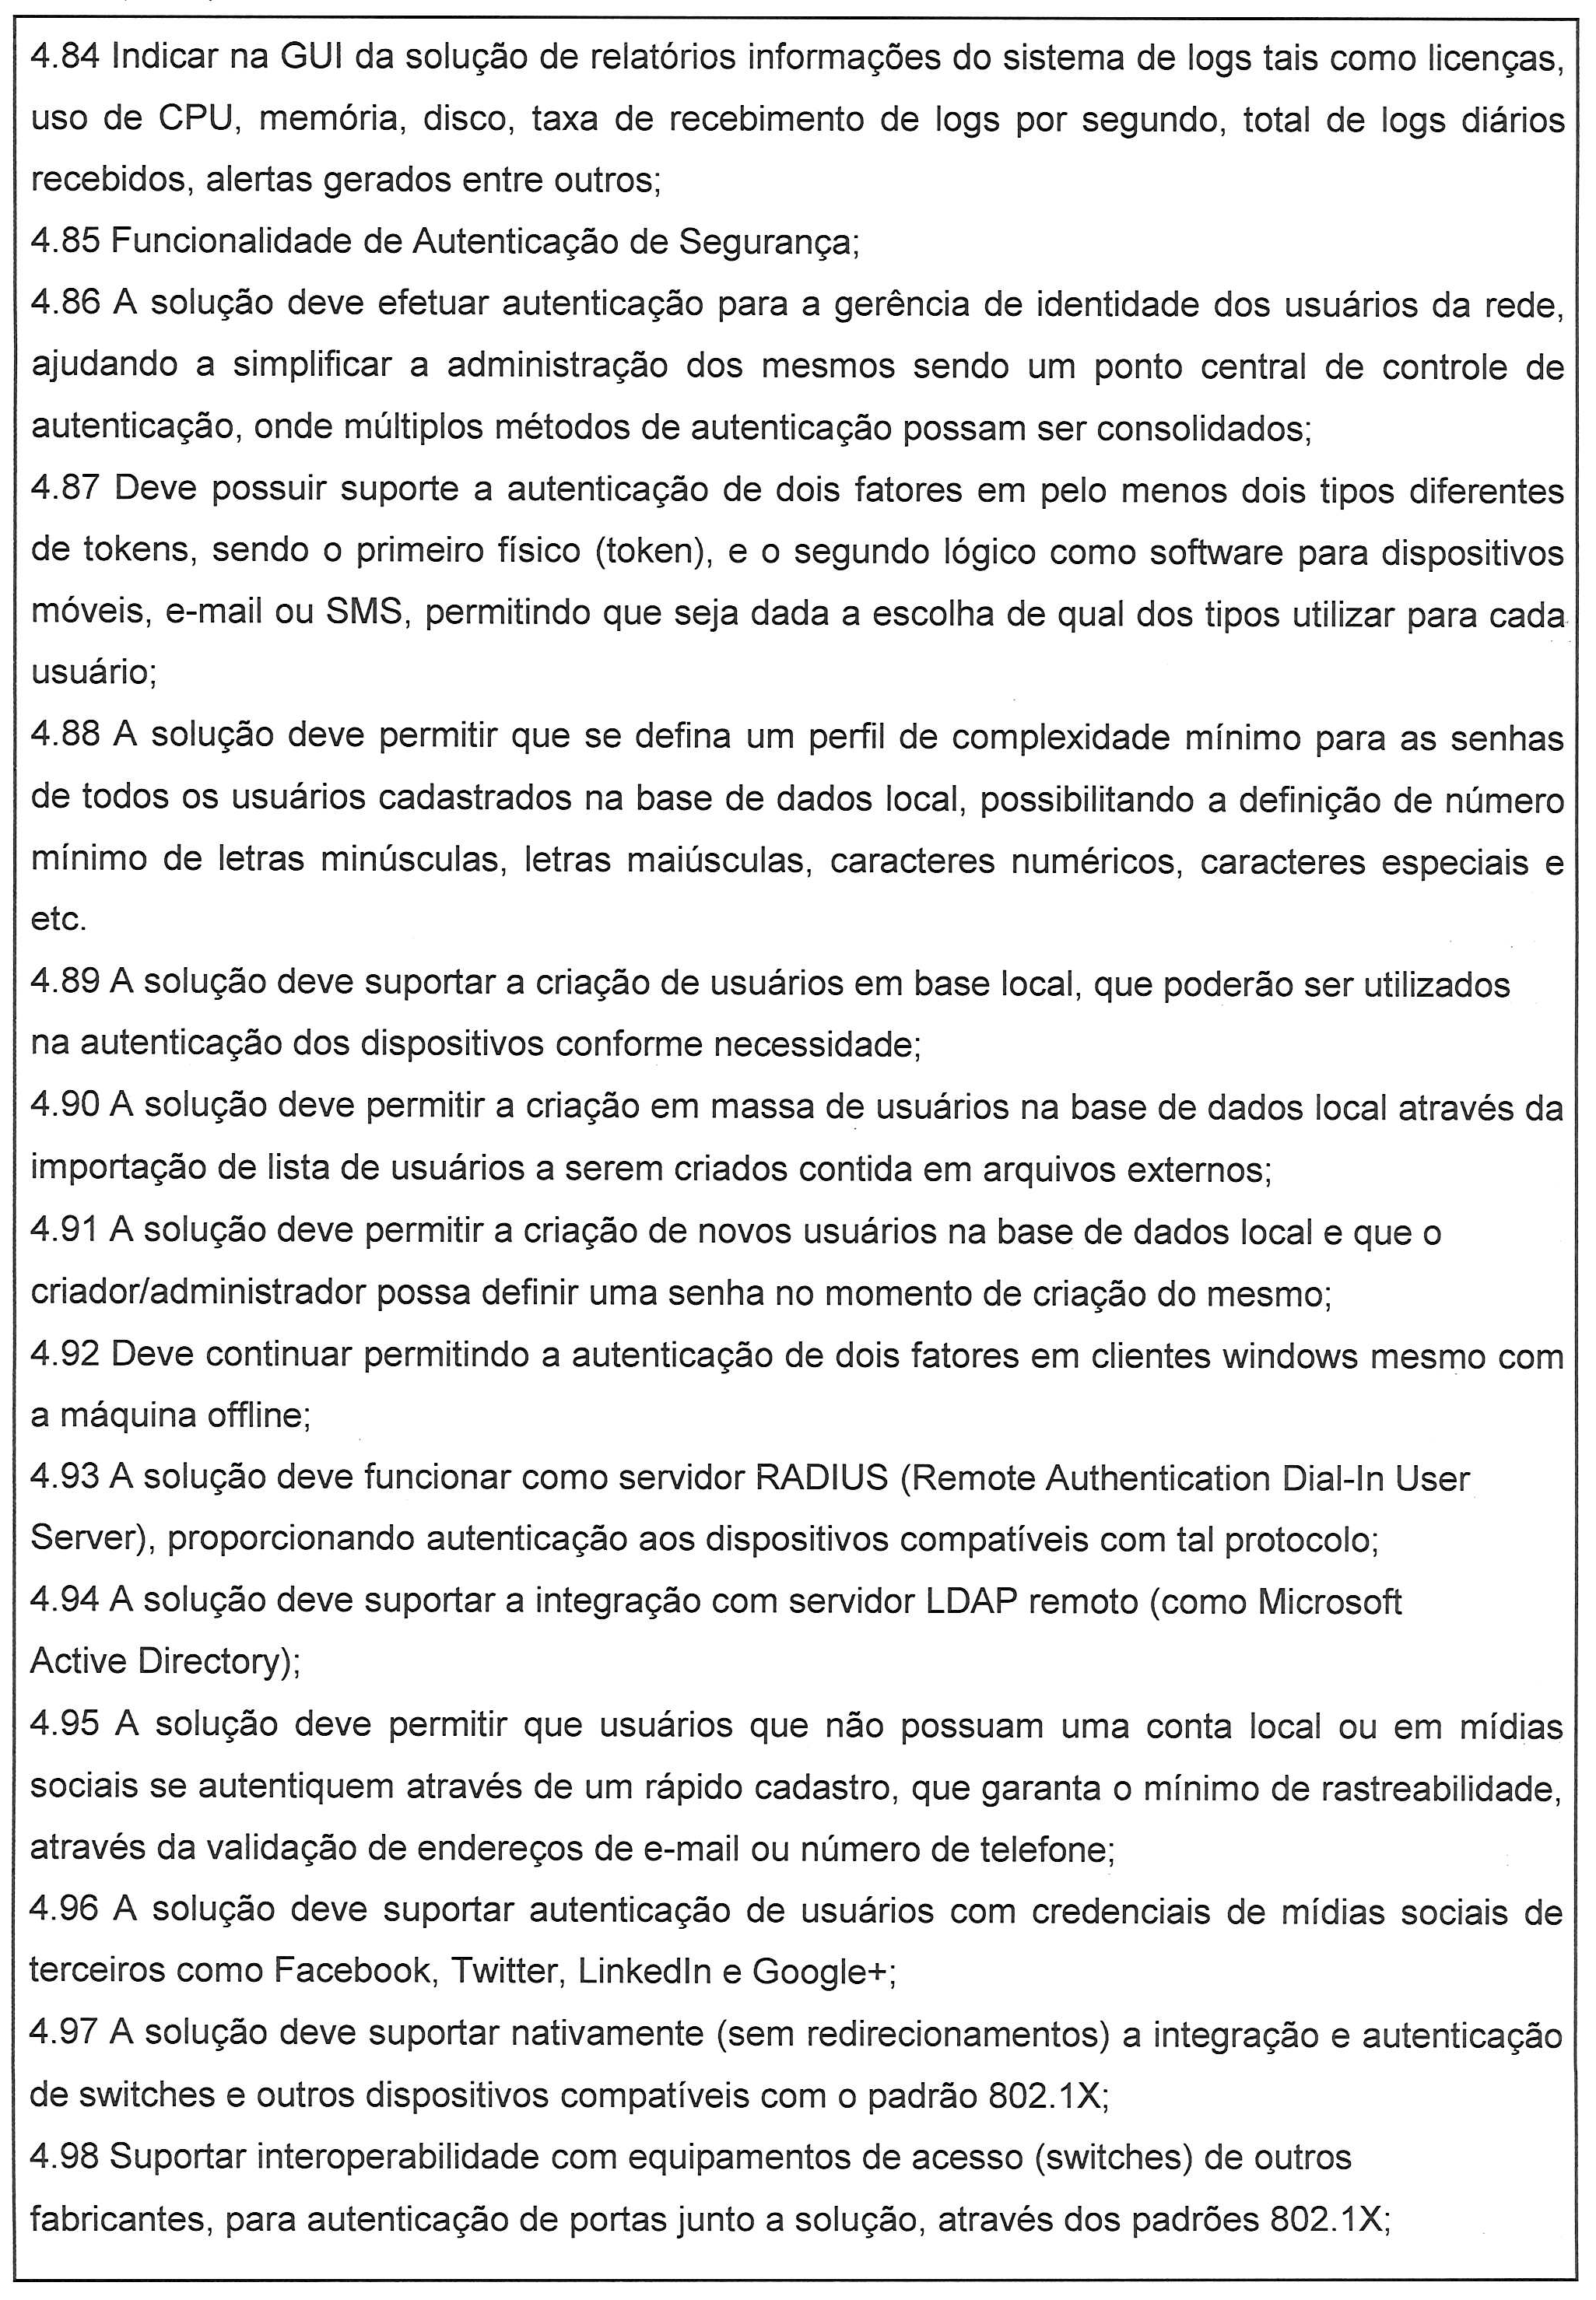 4.84 Indicar na GUI da solução de relatórios informações do sistema de logs tais como licenças,
uso de CPU, memória, disco, taxa de recebimento de logs por segundo, total de logs diários
recebidos, alertas gerados entre outros;
4.85 Funcionalidade de Autenticação de Segurança;
4.86 A solução deve efetuar autenticação para a gerência de identidade dos usuários da rede,
ajudando a simplificar a administração dos mesmos sendo um ponto central de controle de
autenticação, onde múltiplos métodos de autenticação possam ser consolidados;
4.87 Deve possuir suporte a autenticação de dois fatores em pelo menos dois tipos diferentes
de tokens, sendo o primeiro físico (token), e o segundo lógico como software para dispositivos
móveis, e-mail ou SMS, permitindo que seja dada a escolha de qual dos tipos utilizar para cada
usuário;
4.88 A solução deve permitir que se defina um perfil de complexidade mínimo para as senhas
de todos os usuários cadastrados na base de dados local, possibilitando a definição de número
mínimo de letras minúsculas, letras maiúsculas, caracteres numéricos, caracteres especiais e
etc.
4.89 A solução deve suportar a criação de usuários em base local, que poderão ser utilizados
na autenticação dos dispositivos conforme necessidade;
4.90 A solução deve permitir a criação em massa de usuários na base de dados local através da
importação de lista de usuários a serem criados contida em arquivos externos;
4.91 A solução deve permitir a criação de novos usuários na base de dados local e que o
criador/administrador possa definir uma senha no momento de criação do mesmo;
4.92 Deve continuar permitindo a autenticação de dois fatores em clientes windows mesmo com
a máquina offline;
4.93 A solução deve funcionar como servidor RADIUS (Remote Authentication Dial-In User
Server), proporcionando autenticação aos dispositivos compatíveis com tal protocolo;
4.94 A solução deve suportar a integração com servidor LDAP remoto (como Microsoft
Active Directory);
4.95 A solução deve permitir que usuários que não possuam uma conta local ou em mídias
sociais se autentiquem através de um rápido cadastro, que garanta o mínimo de rastreabilidade,
através da validação de endereços de e-mail ou número de telefone;
4.96 A solução deve suportar autenticação de usuários com credenciais de mídias sociais de
terceiros como Facebook, Twitter, LinkedIn e Google+;
4.97 A solução deve suportar nativamente (sem redirecionamentos) a integração e autenticação
de switches e outros dispositivos compatíveis com o padrão 802.1X;
4.98 Suportar interoperabilidade com equipamentos de acesso (switches) de outros
fabricantes, para autenticação de portas junto a solução, através dos padrões 802.1X;